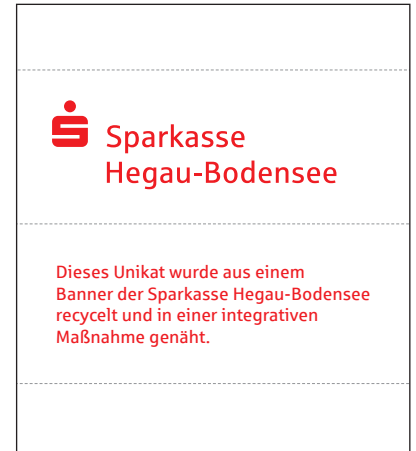 Sparkasse
Hegau-Bodensee
Dieses Unikat wurde aus einem
Banner der Sparkasse Hegau-Bodensee
recycelt und in einer integrativen
Maßnahme genäht.